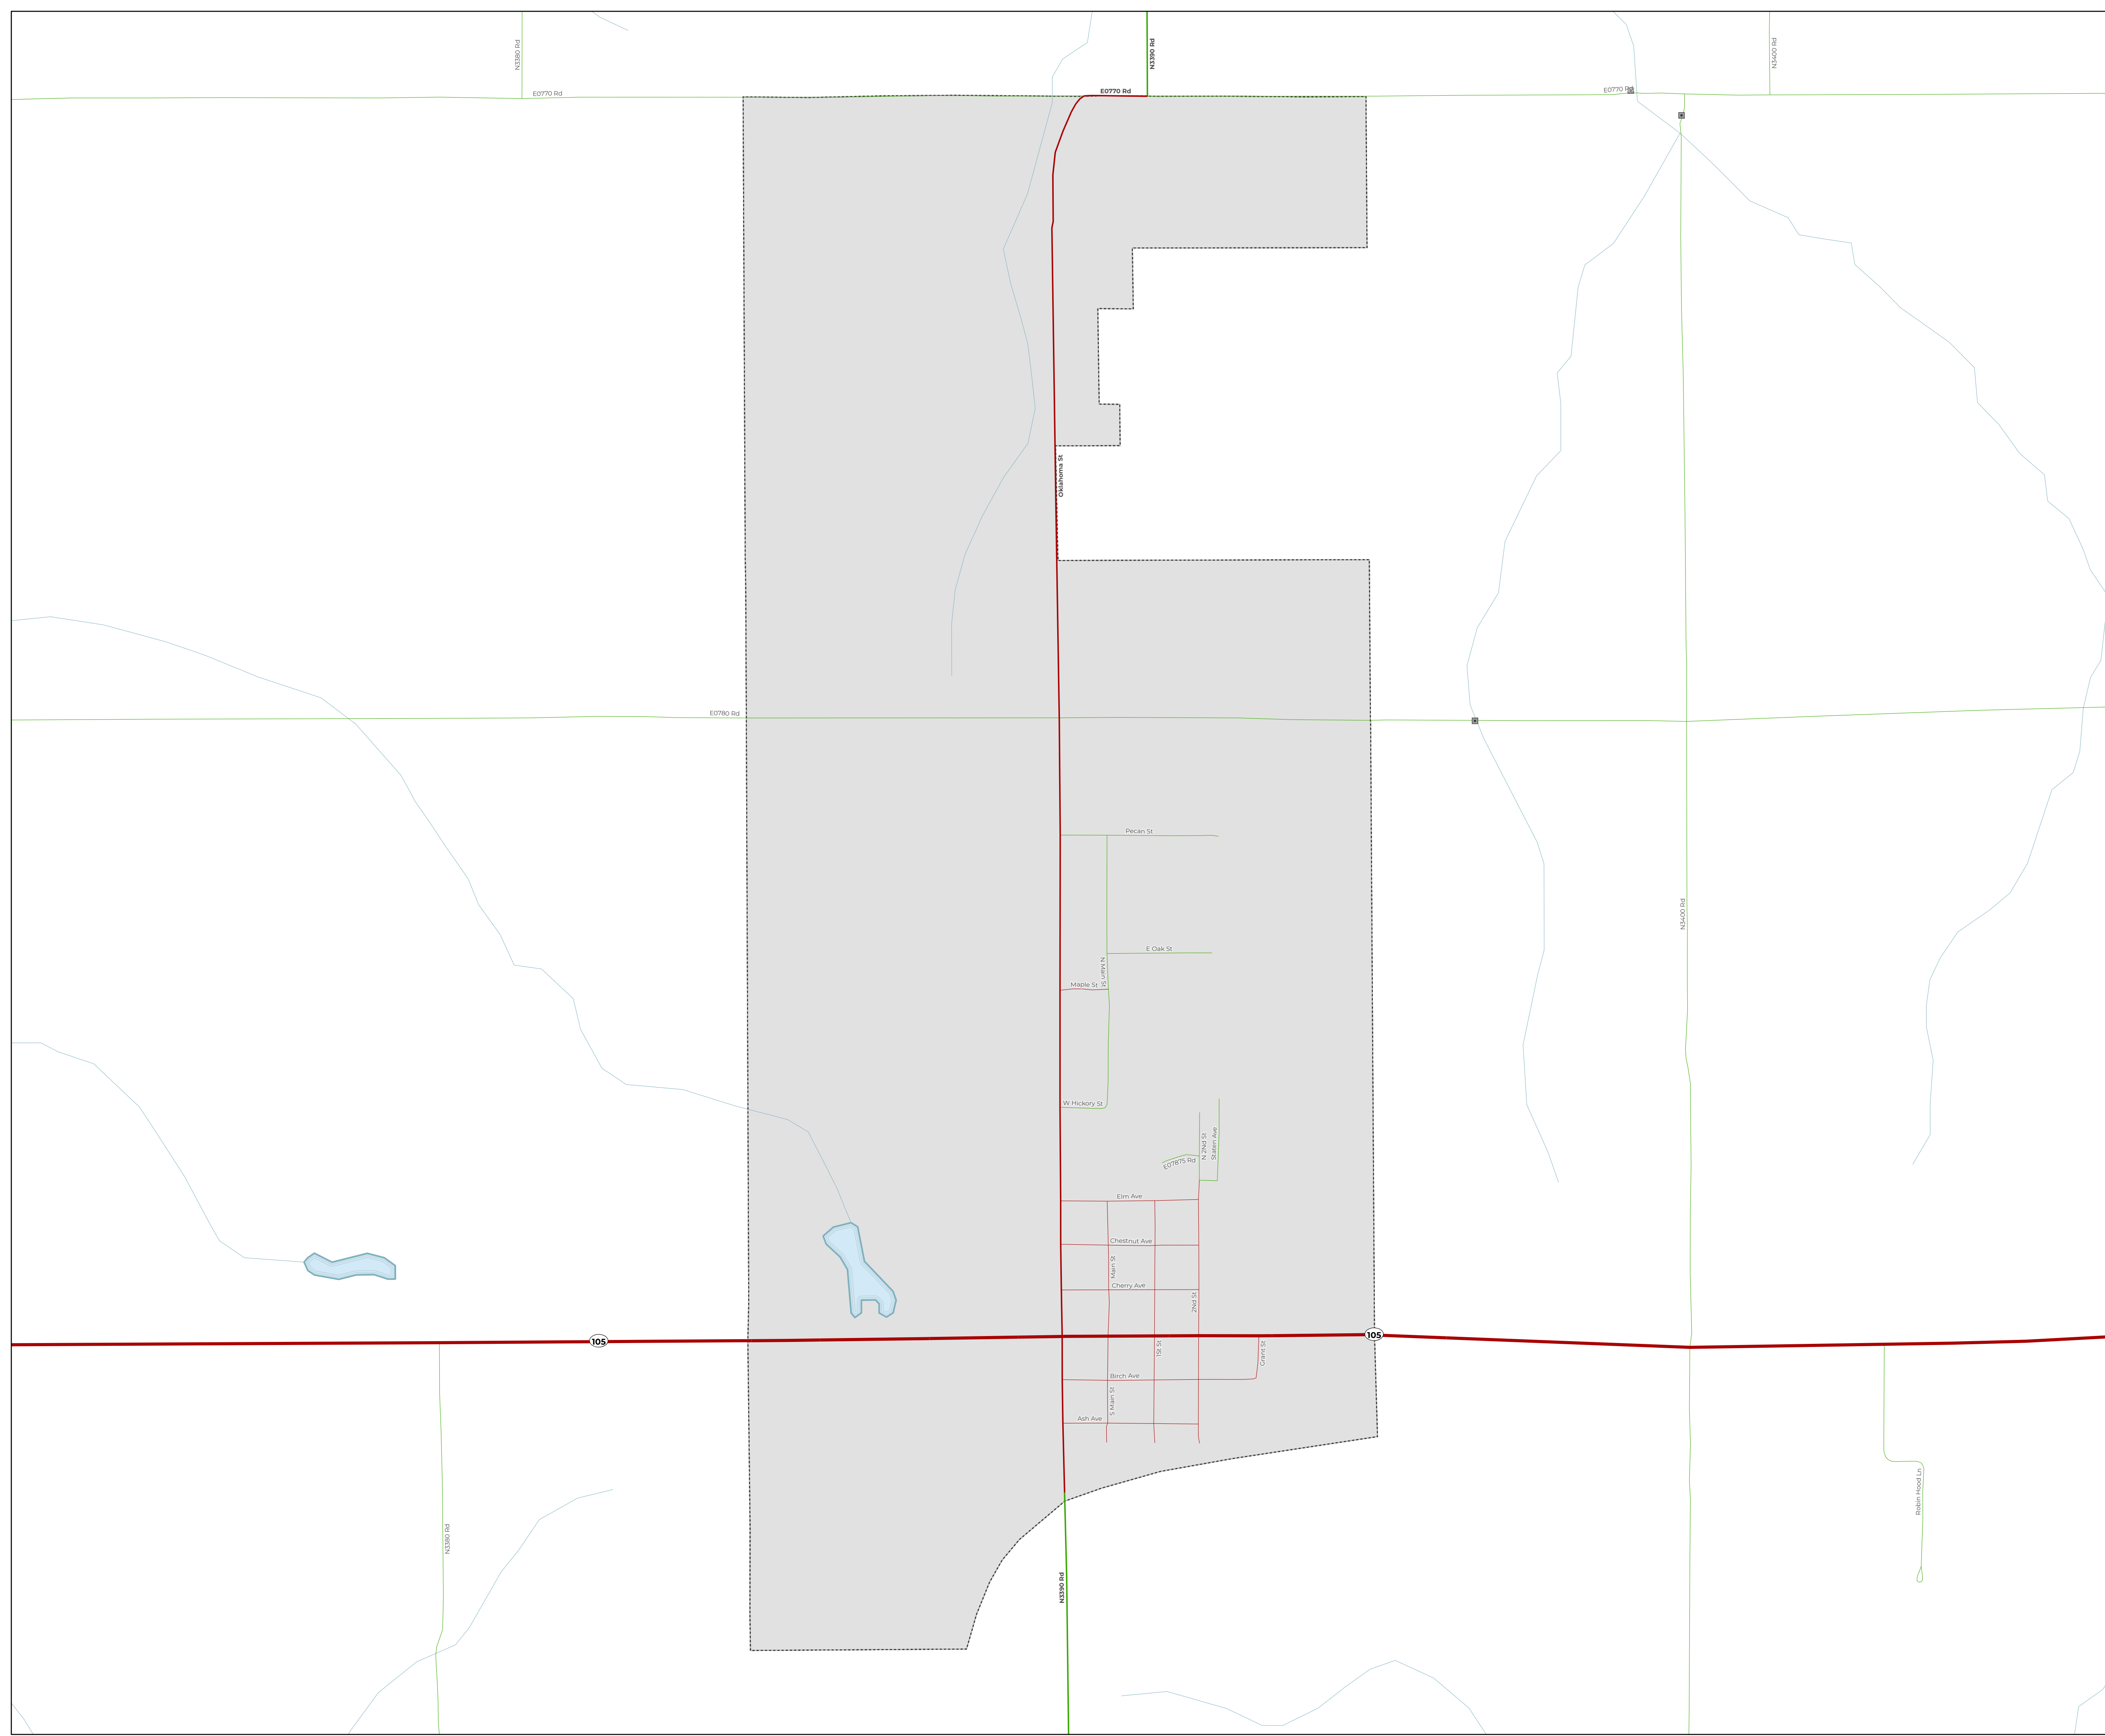 N3380 Rd
N3390 Rd
N3400 Rd
E0770 Rd
E0770 Rd
E0770 Rd
Oklahoma St
E0780 Rd
Pecan St
N3400 Rd
E Oak St
N Main St
Maple St
W Hickory St
N 2Nd St
Staten Ave
E07875 Rd
Elm Ave
Chestnut Ave
Main St
Cherry Ave
2Nd St
105
105
1St St
Grant St
Birch Ave
S Main St
Ash Ave
Robin Hood Ln
N3380 Rd
N3390 Rd